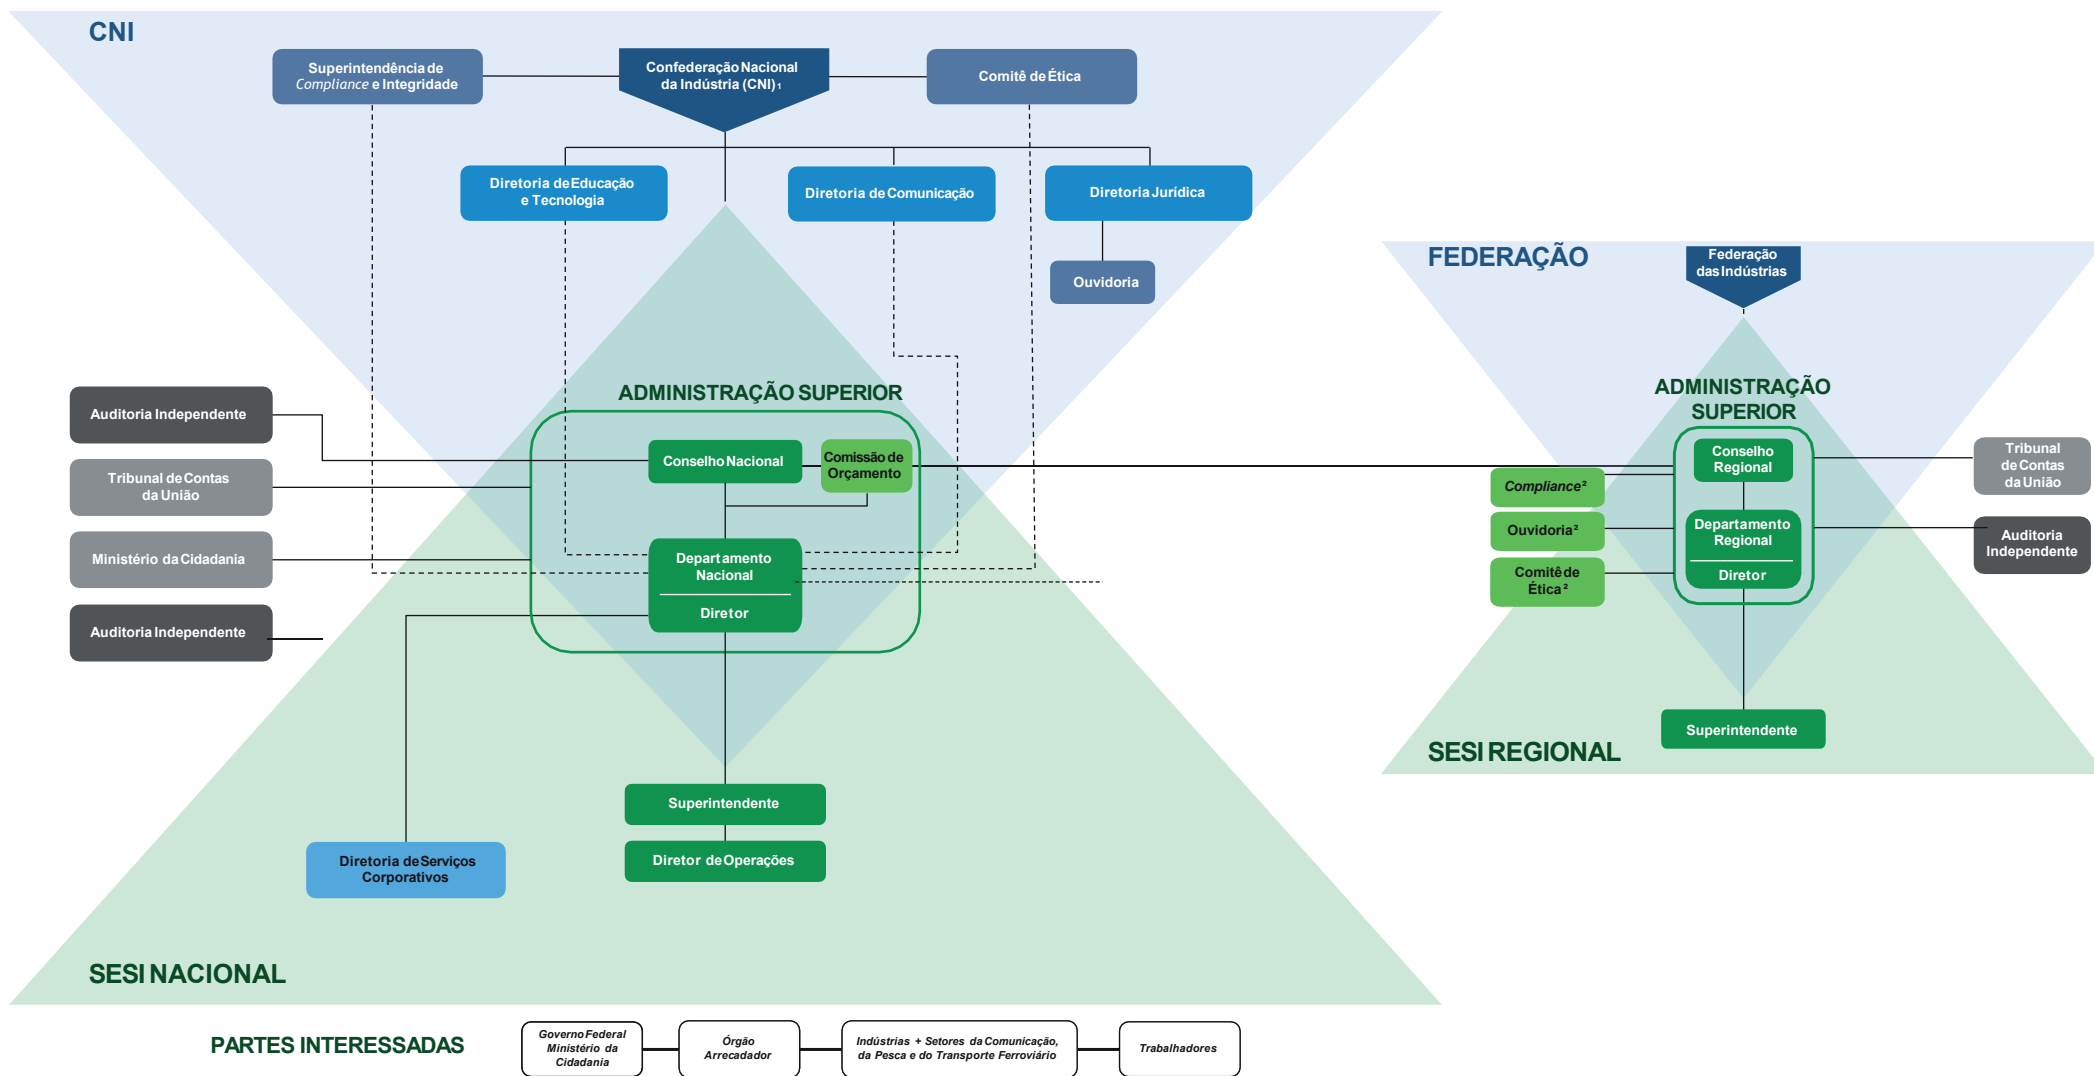 CNI
Superintendência de
Compliance e Integridade
Confederação Nacional
da Indústria (CNI)₁
Comitê de Ética
Diretoria de Educação
e Tecnologia
Diretoria de Comunicação
Diretoria Jurídica
Ouvidoria
ADMINISTRAÇÃO SUPERIOR
Auditoria Independente
Tribunal de Contas
da União
Ministério da Cidadania
Auditoria Independente
Conselho Nacional
Comissão de
Orçamento
Departamento
Nacional
Diretor
Superintendente
Diretor de Operações
Diretoria de Serviços
Corporativos
SESI NACIONAL
FEDERAÇÃO
Federação
das Indústrias
ADMINISTRAÇÃO
SUPERIOR
Conselho
Regional
Compliance²
Ouvidoria²
Comitê de
Ética²
Departamento
Regional
Diretor
Tribunal
de Contas
da União
Auditoria
Independente
Superintendente
SESI REGIONAL
PARTES INTERESSADAS
Governo Federal
Ministério da
Cidadania
Órgão
Arrecadador
Indústrias + Setores da Comunicação,
da Pesca e do Transporte Ferroviário
Trabalhadores